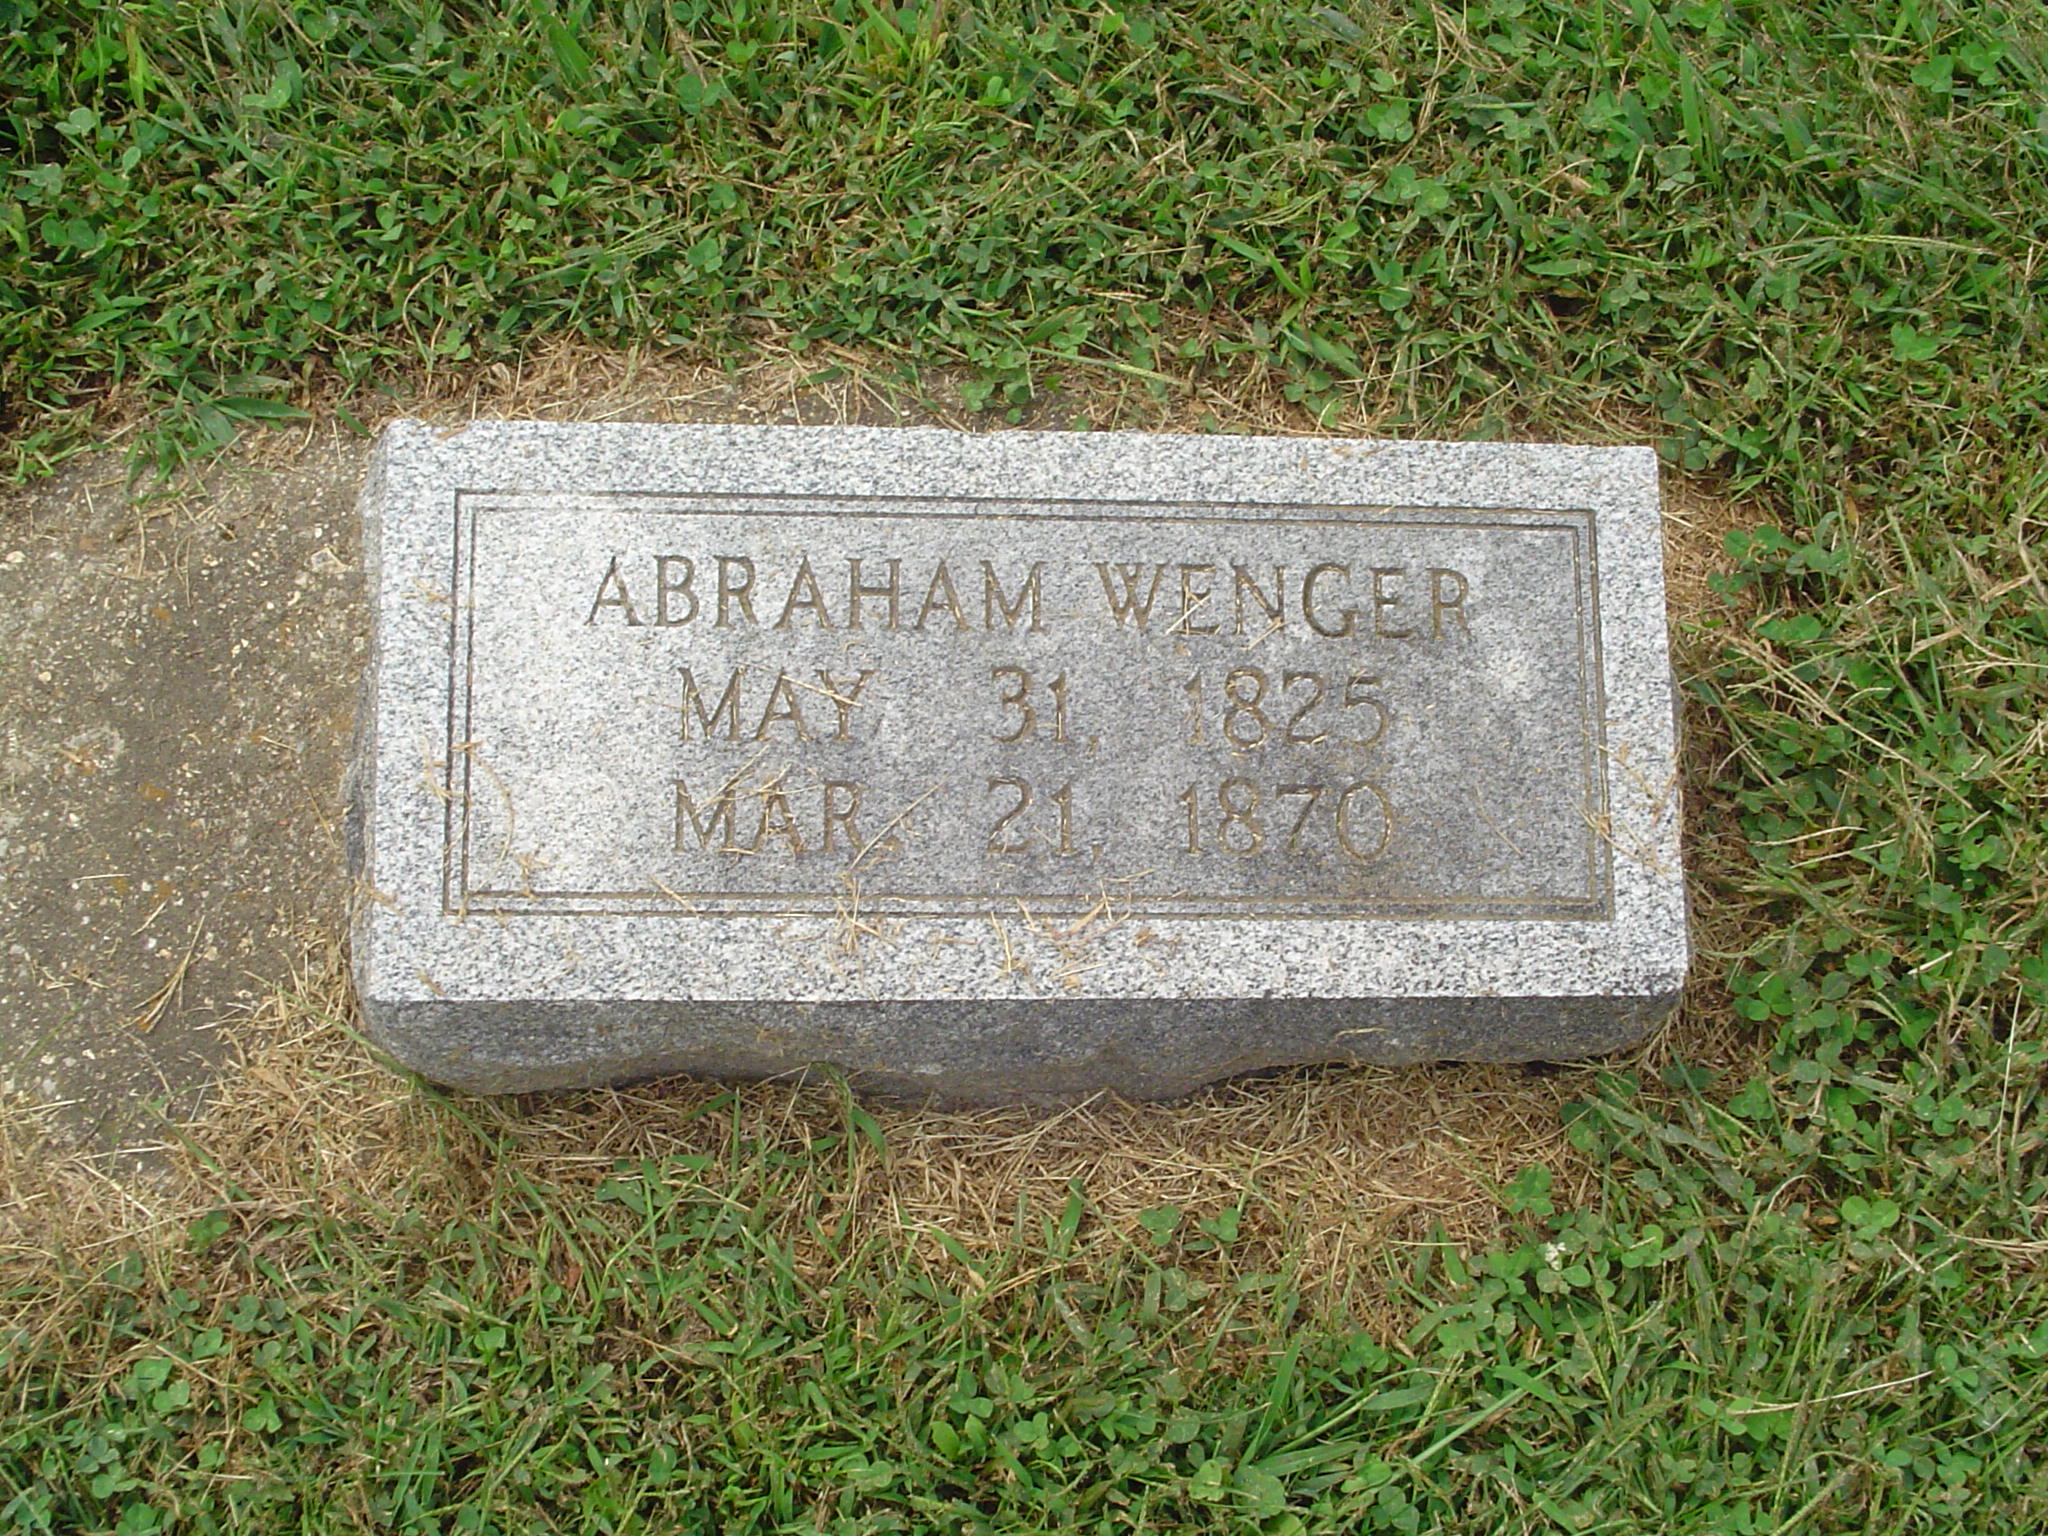 ABRAHAM WENGER
MAY 31, 1825
MAR. 21, 1870